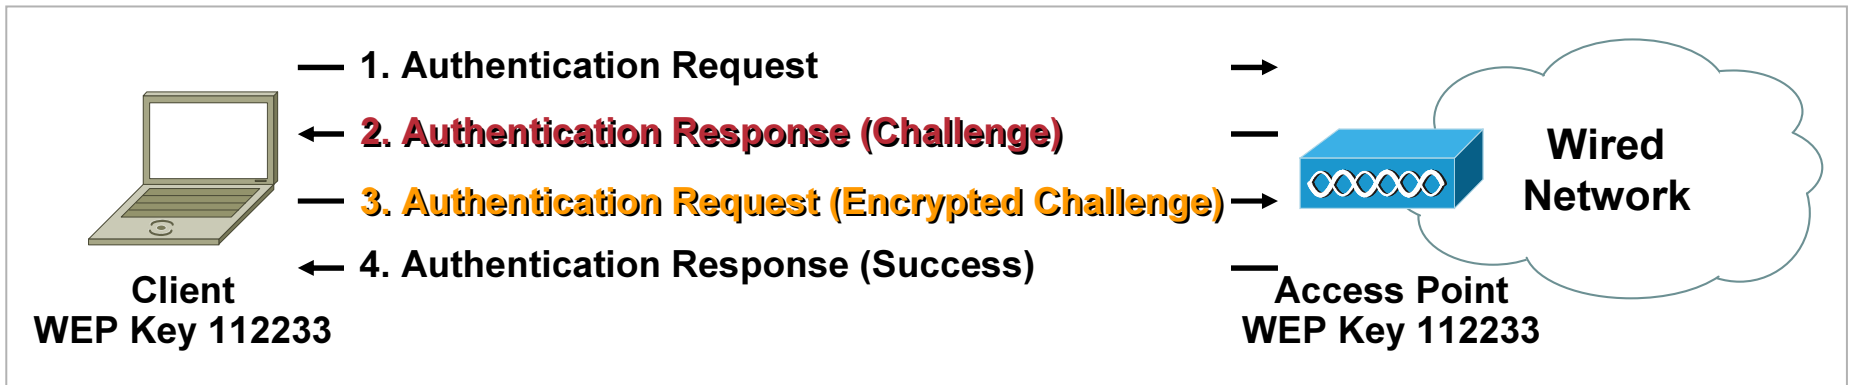 1. Authentication Request
2. Authentication Response (Challenge)
3. Authentication Request (Encrypted Challenge)
4. Authentication Response (Success)
Client
WEP Key 112233
Access Point
WEP Key 112233
Wired
Network